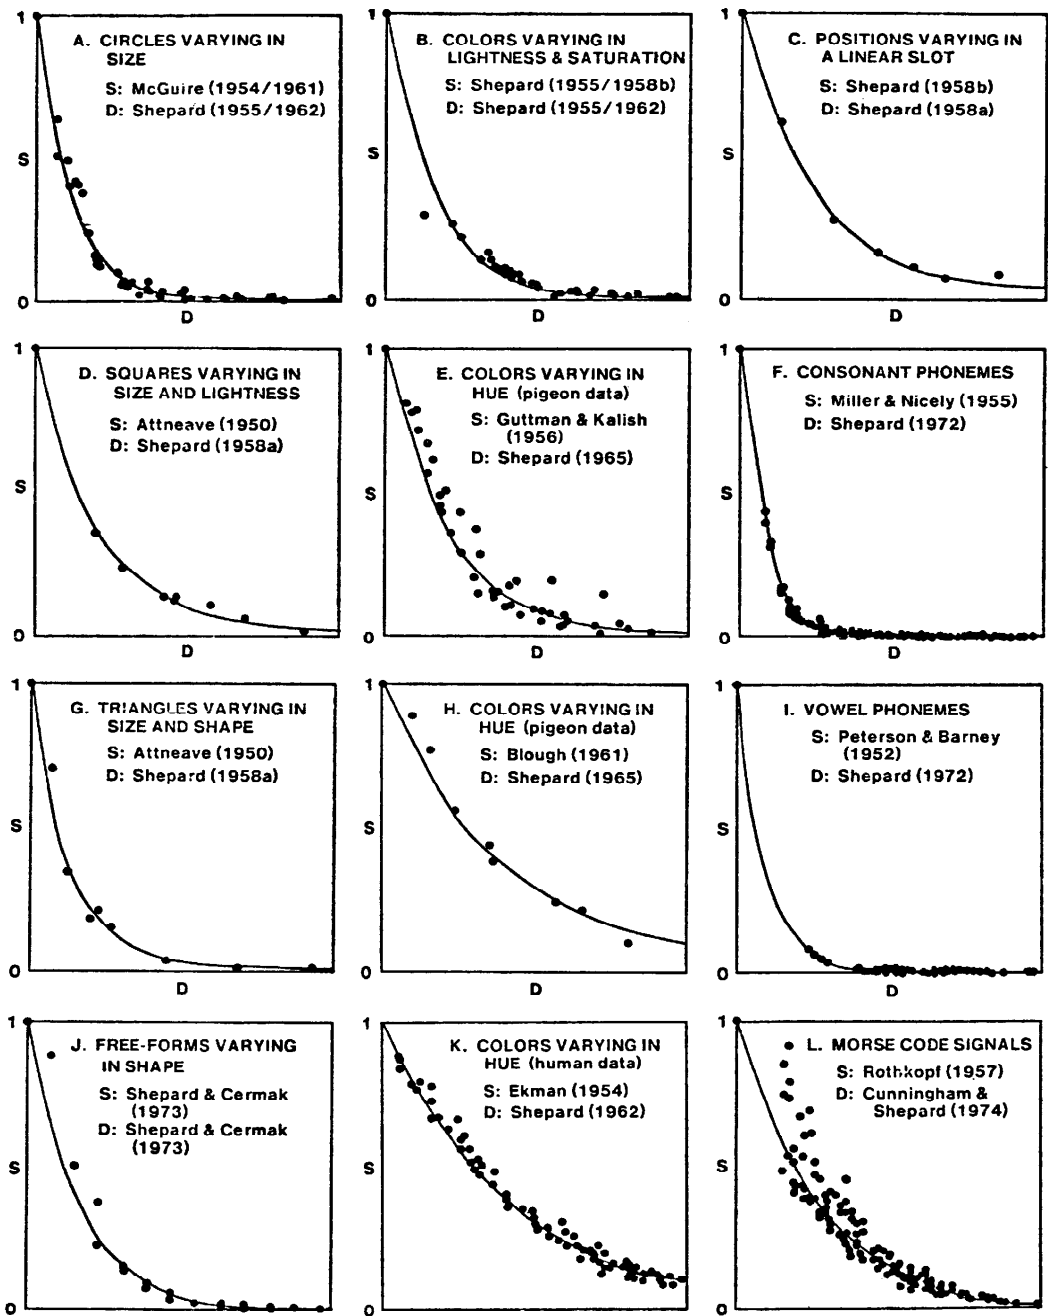 1
A. CIRCLES VARYING IN
SIZE
S: McGuire (1954/1961)
D: Shepard (1955/1962)
S
0
D
1
B. COLORS VARYING IN
LIGHTNESS & SATURATION
S: Shepard (1955/1958b)
D: Shepard (1955/1962)
S
0
D
1
C. POSITIONS VARYING IN
A LINEAR SLOT
S: Shepard (1958b)
D: Shepard (1958a)
S
0
D
1
D. SQUARES VARYING IN
SIZE AND LIGHTNESS
S: Attneave (1950)
D: Shepard (1958a)
S
0
D
1
E. COLORS VARYING IN
HUE (pigeon data)
S: Guttman & Kalish
(1956)
D: Shepard (1965)
S
0
D
1
F. CONSONANT PHONEMES
S: Miller & Nicely (1955)
D: Shepard (1972)
S
0
D
1
G. TRIANGLES VARYING IN
SIZE AND SHAPE
S: Attneave (1950)
D: Shepard (1958a)
S
0
D
1
H. COLORS VARYING IN
HUE (pigeon data)
S: Blough (1961)
D: Shepard (1965)
S
0
D
1
I. VOWEL PHONEMES
S: Peterson & Barney
(1952)
D: Shepard (1972)
S
0
D
1
J. FREE-FORMS VARYING
IN SHAPE
S: Shepard & Cermak
(1973)
D: Shepard & Cermak
(1973)
S
0
1
K. COLORS VARYING IN
HUE (human data)
S: Ekman (1954)
D: Shepard (1962)
S
0
1
L. MORSE CODE SIGNALS
S: Rothkopf (1957)
D: Cunningham &
Shepard (1974)
S
0